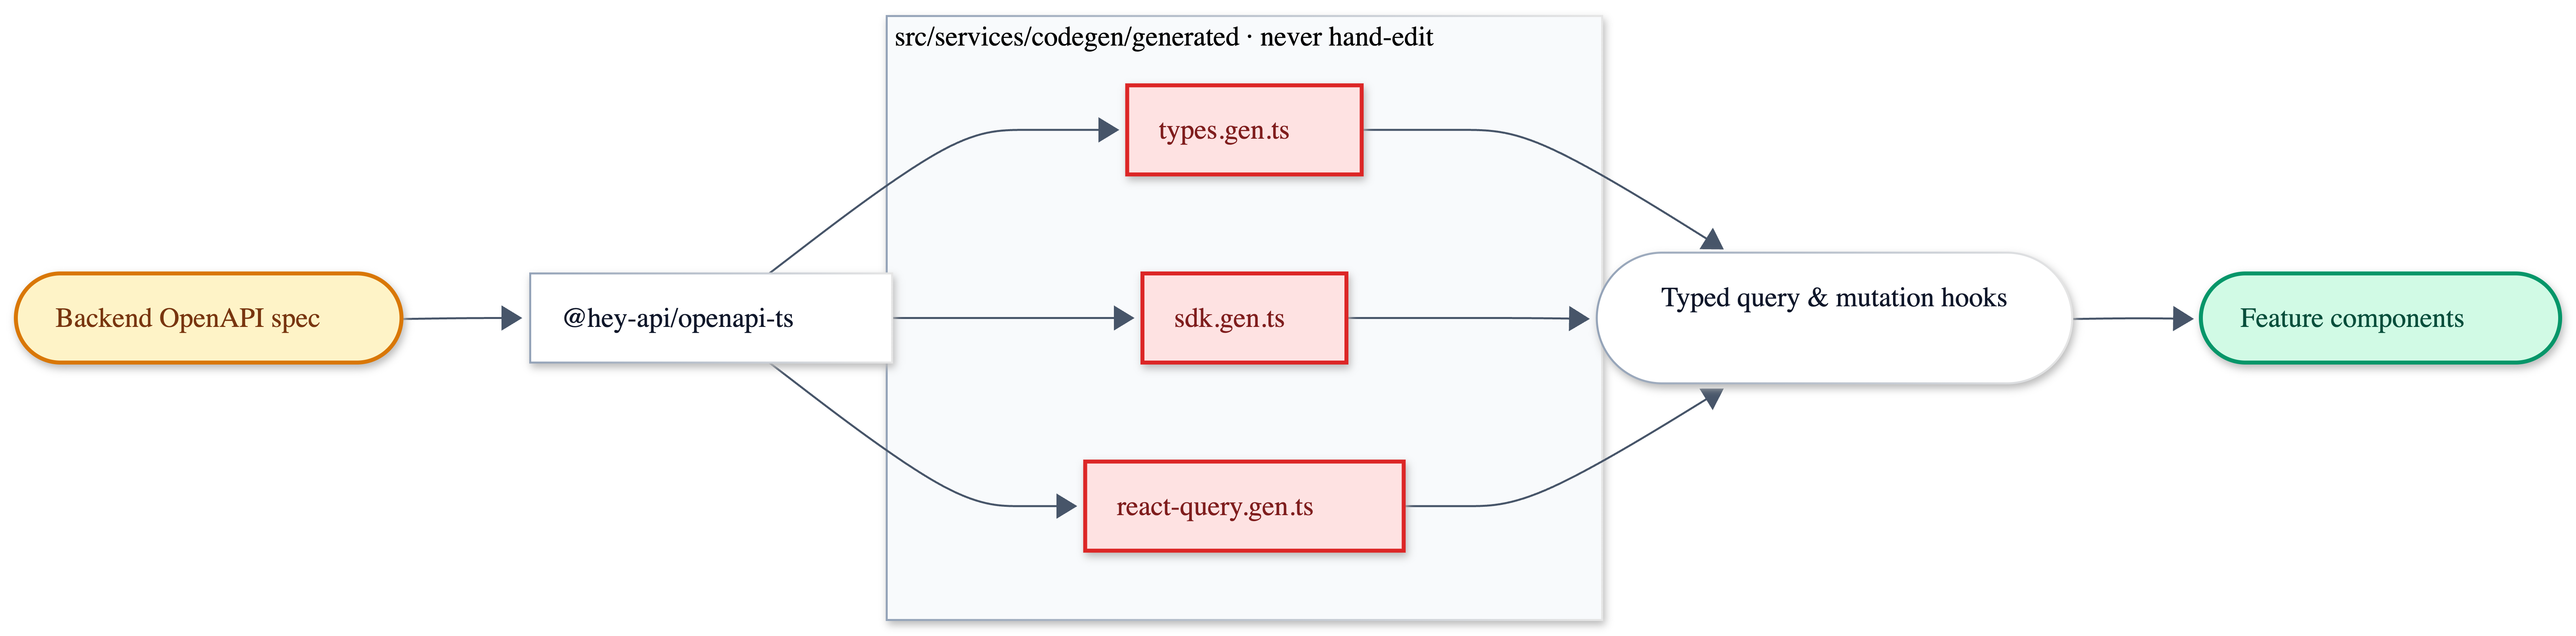 src/services/codegen/generated · never hand-edit
types.gen.ts
Backend OpenAPI spec
@hey-api/openapi-ts
sdk.gen.ts
Typed query & mutation hooks
Feature components
react-query.gen.ts